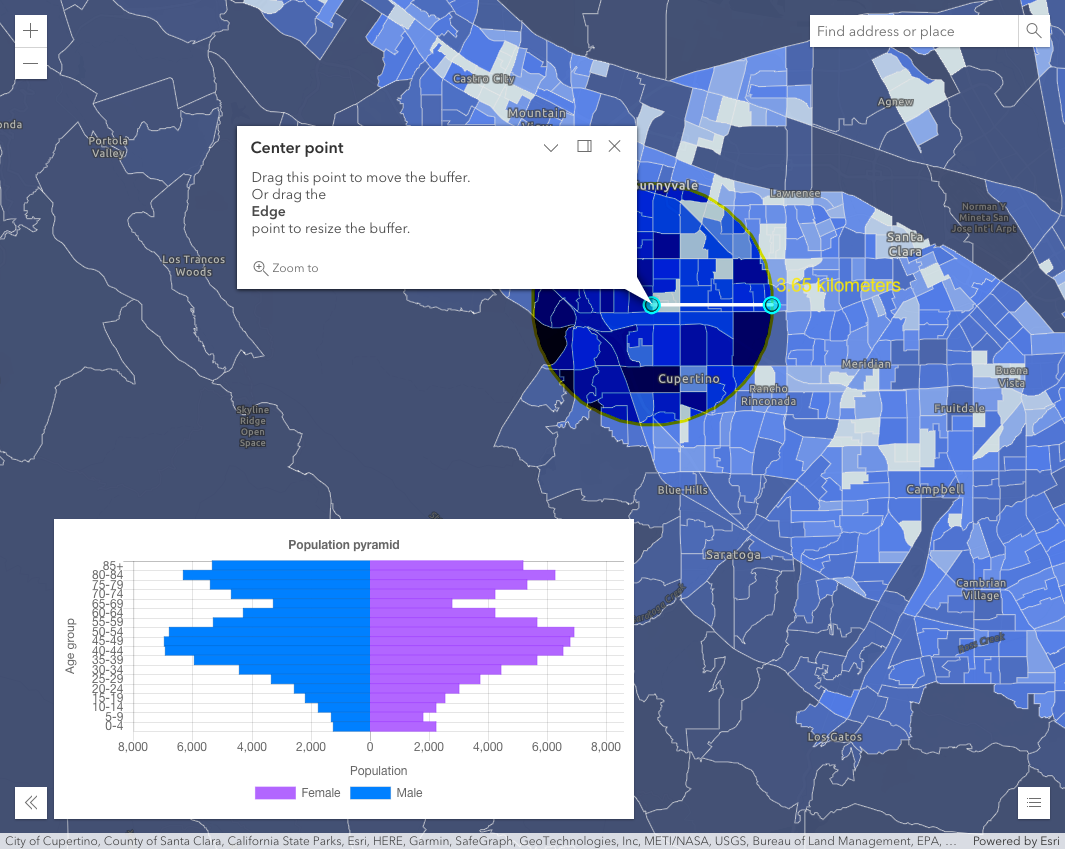 Find address or place
Castro City
Mountain
Agnew
onda
Portola
Valley
Center point
Drag this point to move the buffer.
Or drag the
Edge
point to resize the buffer.
Zoom to
Sunnyvale
Lawrence
Norman Y
Mineta San
Jose Int'l Arpt
Santa
Clara
Los Trancos
Woods
3.65 kilometers
Meridian
Buena
Vista
Cupertino
Rancho
Rinconada
Fruitdale
Skyline
Ridge
Open
Space
Blue Hills
Campbell
Saratoga
Cambrian
Village
Los Gatos
Population pyramid
Age group
85+
80-84
75-79
70-74
65-69
60-64
55-59
50-54
45-49
40-44
35-39
30-34
25-29
20-24
15-19
10-14
5-9
0-4
8,000 6,000 4,000 2,000 0 2,000 4,000 6,000 8,000
Population
Female Male
City of Cupertino, County of Santa Clara, California State Parks, Esri, HERE, Garmin, SafeGraph, GeoTechnologies, Inc, METI/NASA, USGS, Bureau of Land Management, EPA, … Powered by Esri